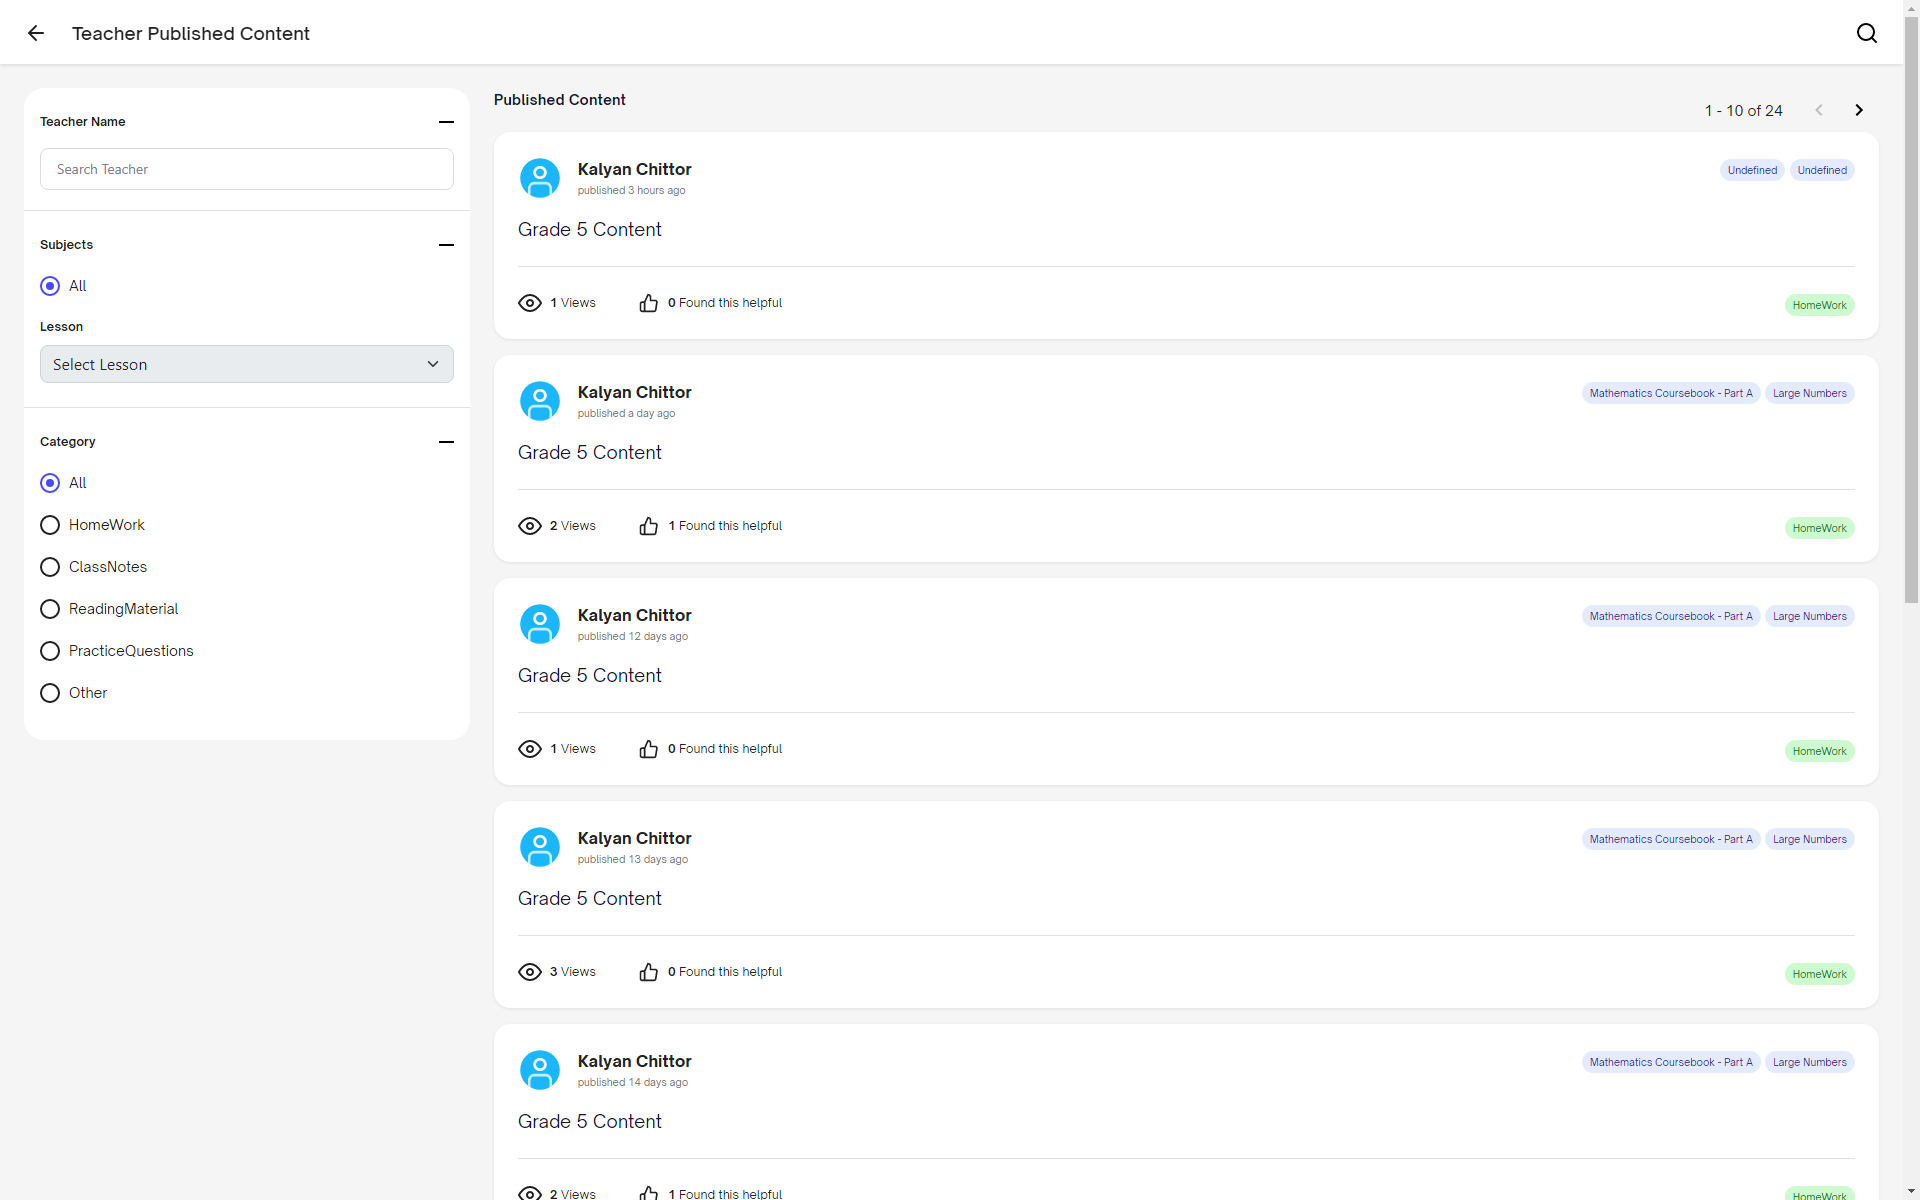 Teacher Published Content
Teacher Name
Search Teacher
Subjects
All
Lesson
Select Lesson
Category
All
HomeWork
ClassNotes
ReadingMaterial
PracticeQuestions
Other
Published Content
1 - 10 of 24
Kalyan Chittor
published 3 hours ago
Undefined Undefined
Grade 5 Content
1 Views 0 Found this helpful
HomeWork
Kalyan Chittor
published a day ago
Mathematics Coursebook - Part A Large Numbers
Grade 5 Content
2 Views 1 Found this helpful
HomeWork
Kalyan Chittor
published 12 days ago
Mathematics Coursebook - Part A Large Numbers
Grade 5 Content
1 Views 0 Found this helpful
HomeWork
Kalyan Chittor
published 13 days ago
Mathematics Coursebook - Part A Large Numbers
Grade 5 Content
3 Views 0 Found this helpful
HomeWork
Kalyan Chittor
published 14 days ago
Mathematics Coursebook - Part A Large Numbers
Grade 5 Content
2 Views 1 Found this helpful
HomeWork